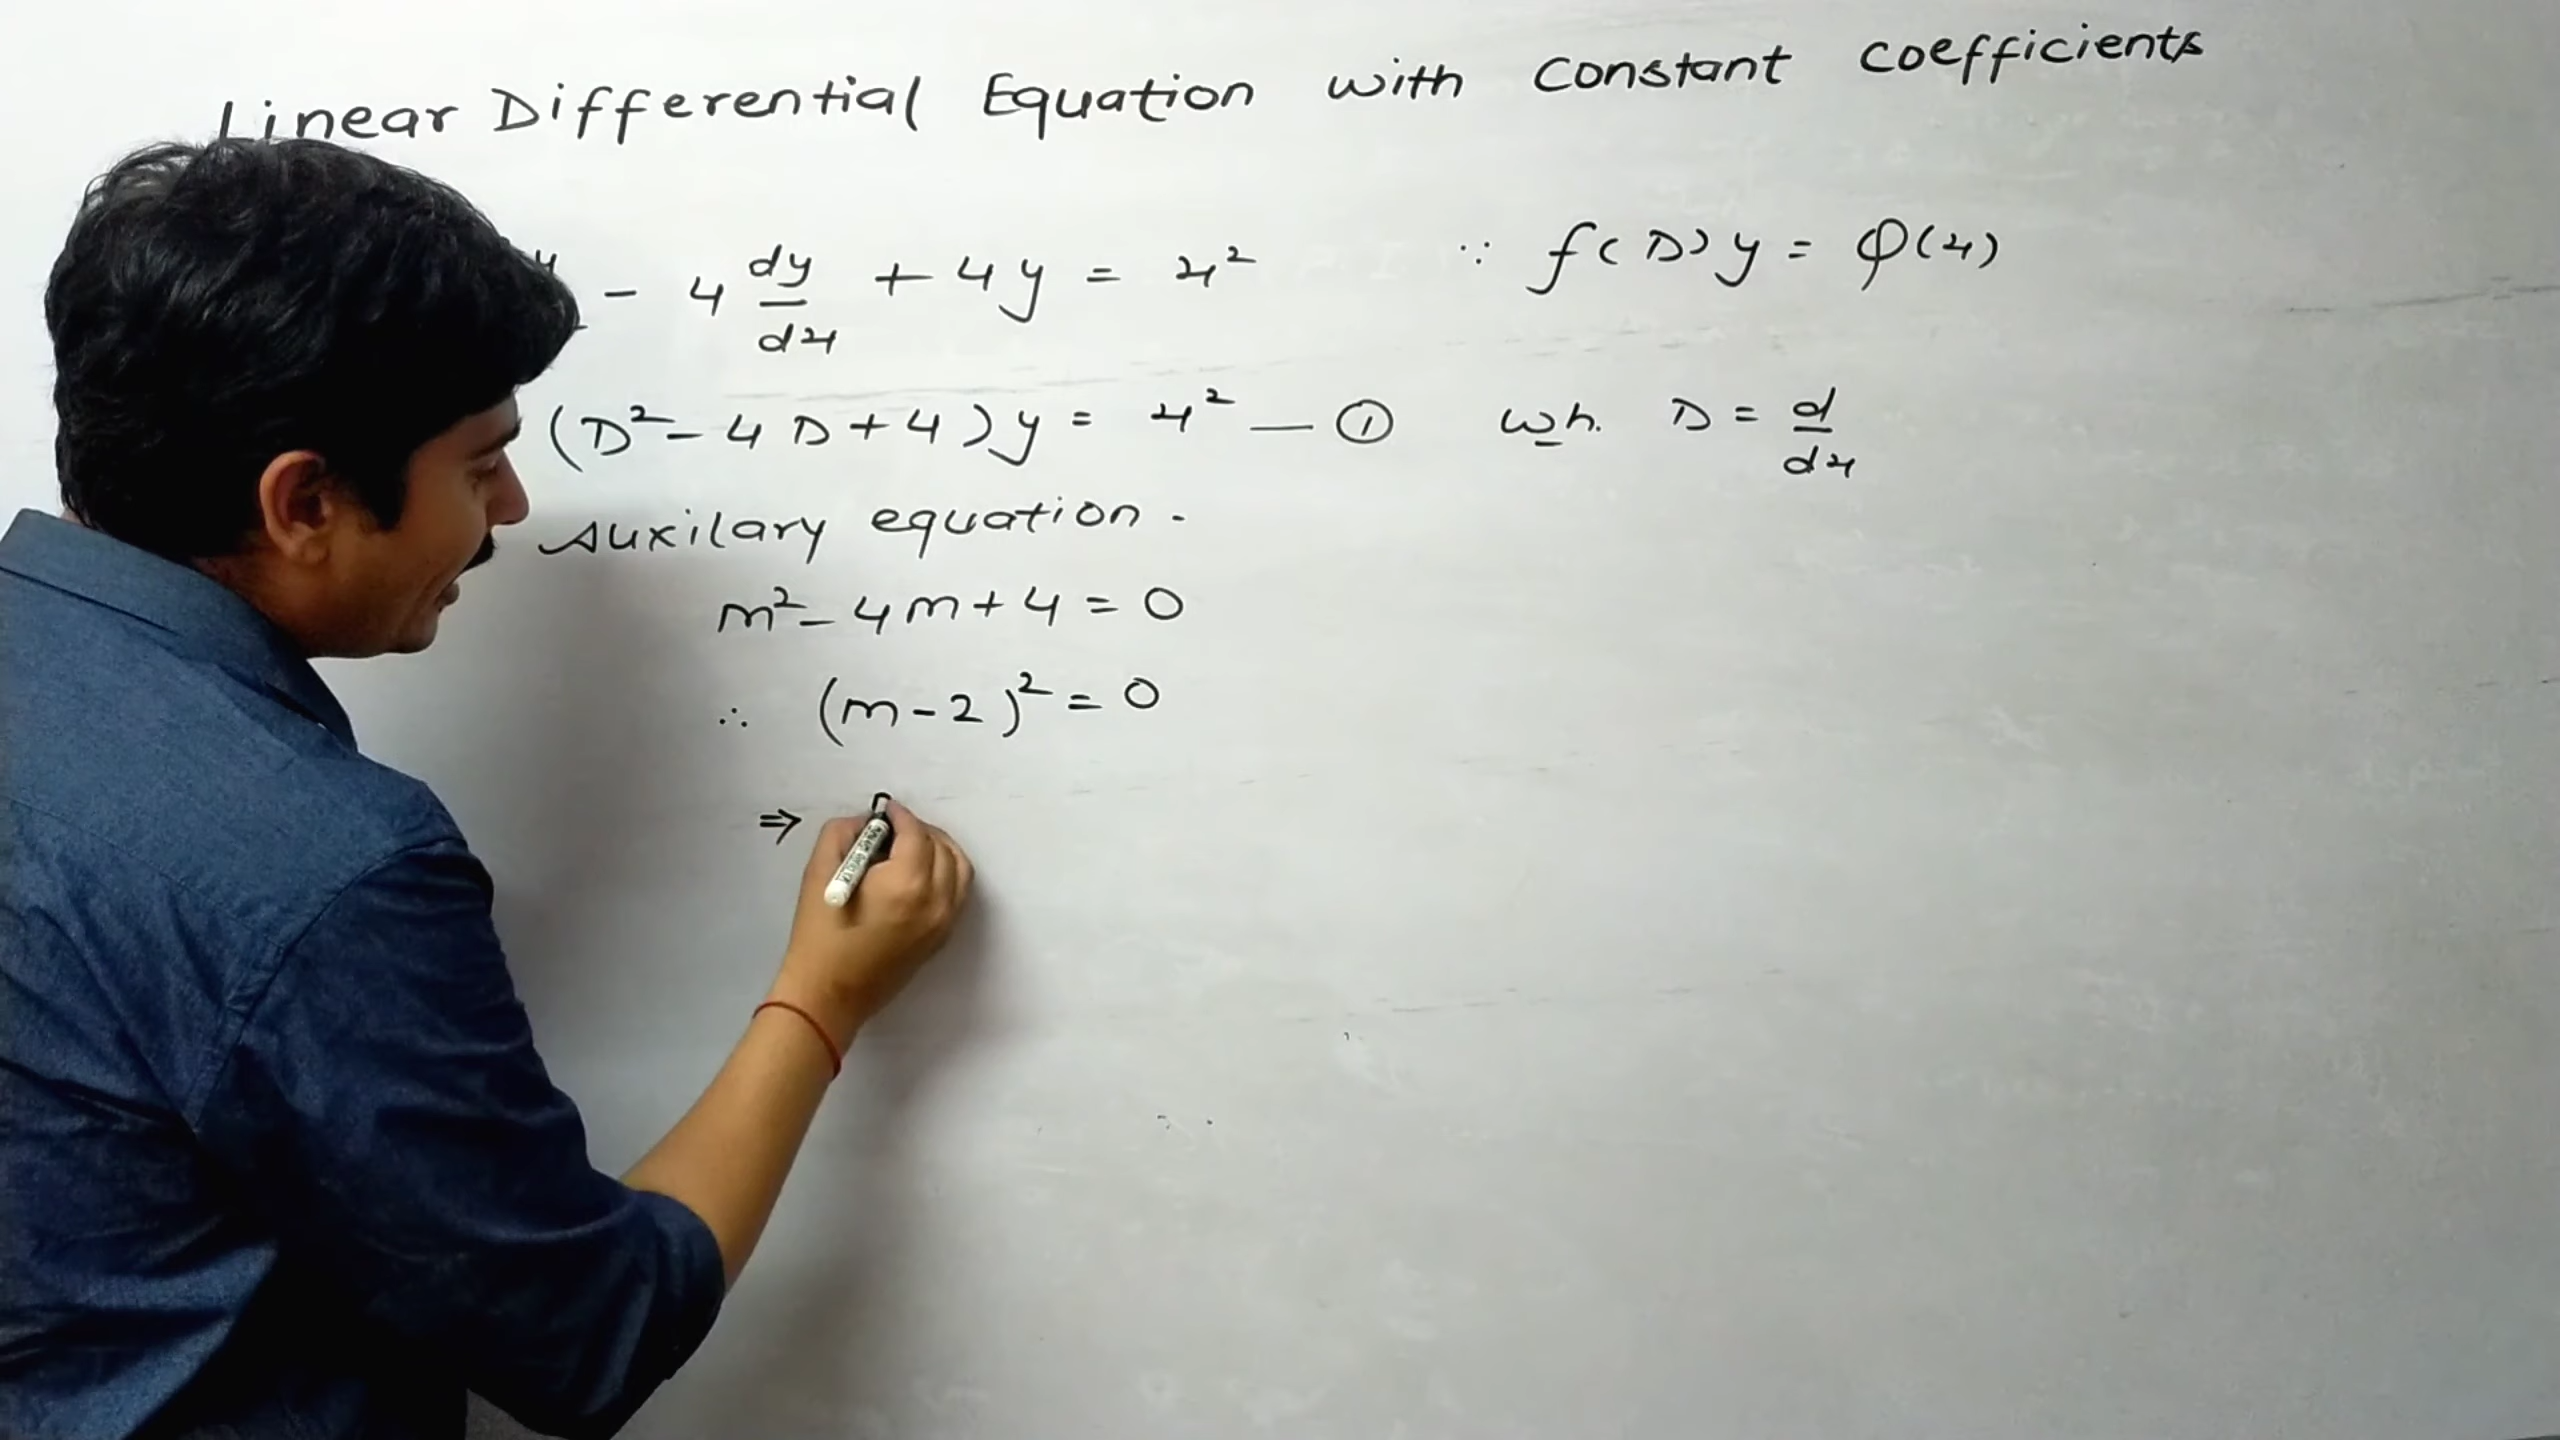 Linear Differential Equation with Constant Coefficients
y - 4 dy/dx + 4y = x² ∵ f(D)y = φ(x)
(D² - 4D + 4)y = x² — ① wh. D = d/dx
Auxilary equation -
m² - 4m + 4 = 0
∴ (m - 2)² = 0
⇒